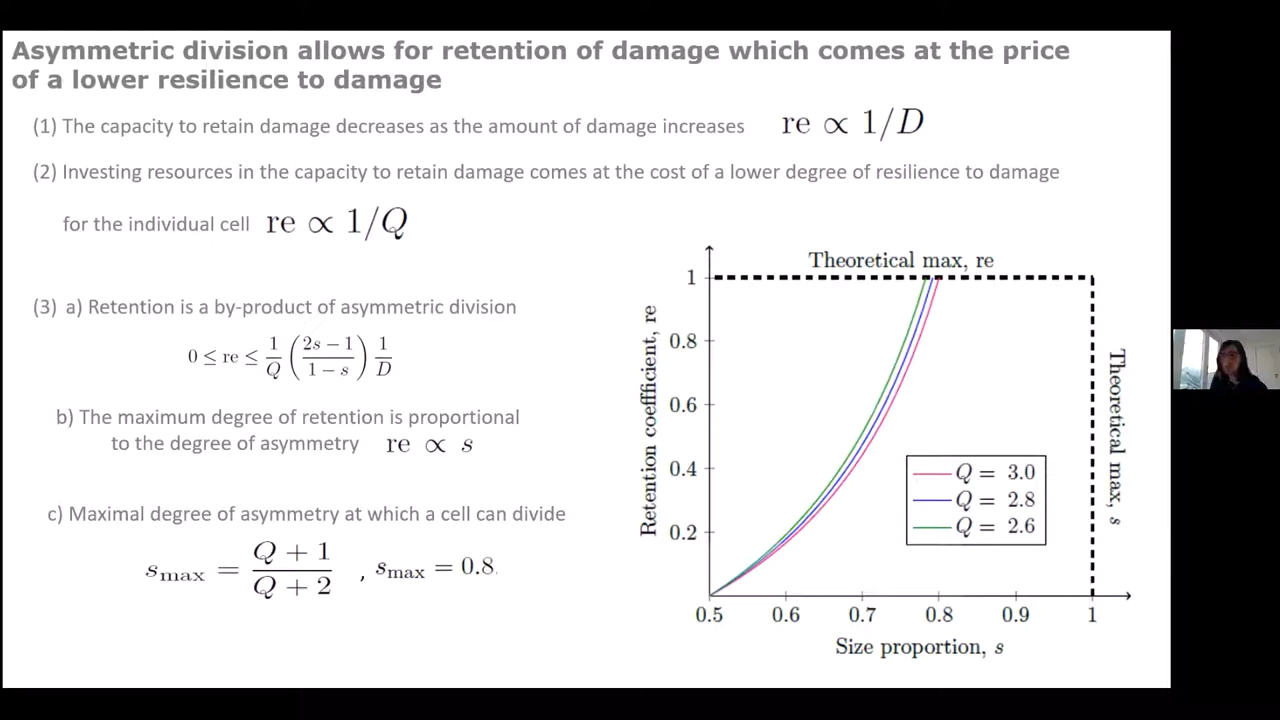 Asymmetric division allows for retention of damage which comes at the price
of a lower resilience to damage
(1) The capacity to retain damage decreases as the amount of damage increases re ∝ 1/D
(2) Investing resources in the capacity to retain damage comes at the cost of a lower degree of resilience to damage
for the individual cell re ∝ 1/Q
(3) a) Retention is a by-product of asymmetric division
0 ≤ re ≤ 1/Q ((2s − 1)/(1 − s)) 1/D
b) The maximum degree of retention is proportional
to the degree of asymmetry re ∝ s
c) Maximal degree of asymmetry at which a cell can divide
s_max = (Q + 1)/(Q + 2) , s_max = 0.8
Theoretical max, re
1
0.8
0.6
0.4
0.2
Retention coefficient, re
Theoretical max, s
Q = 3.0
Q = 2.8
Q = 2.6
0.5 0.6 0.7 0.8 0.9 1
Size proportion, s